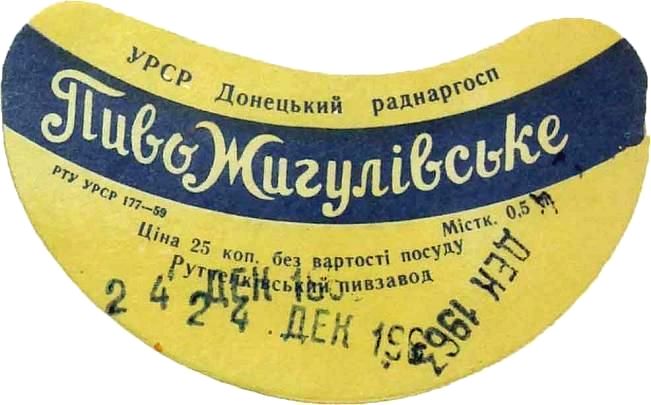 УРСР Донецький раднаргосп
Пиво Жигулівське
РТУ УРСР 177—59
Містк. 0,5 л
Ціна 25 коп. без вартості посуду
Рутченківський пивзавод
24 ДЕК
24 ДЕК 196
ДЕК 1963